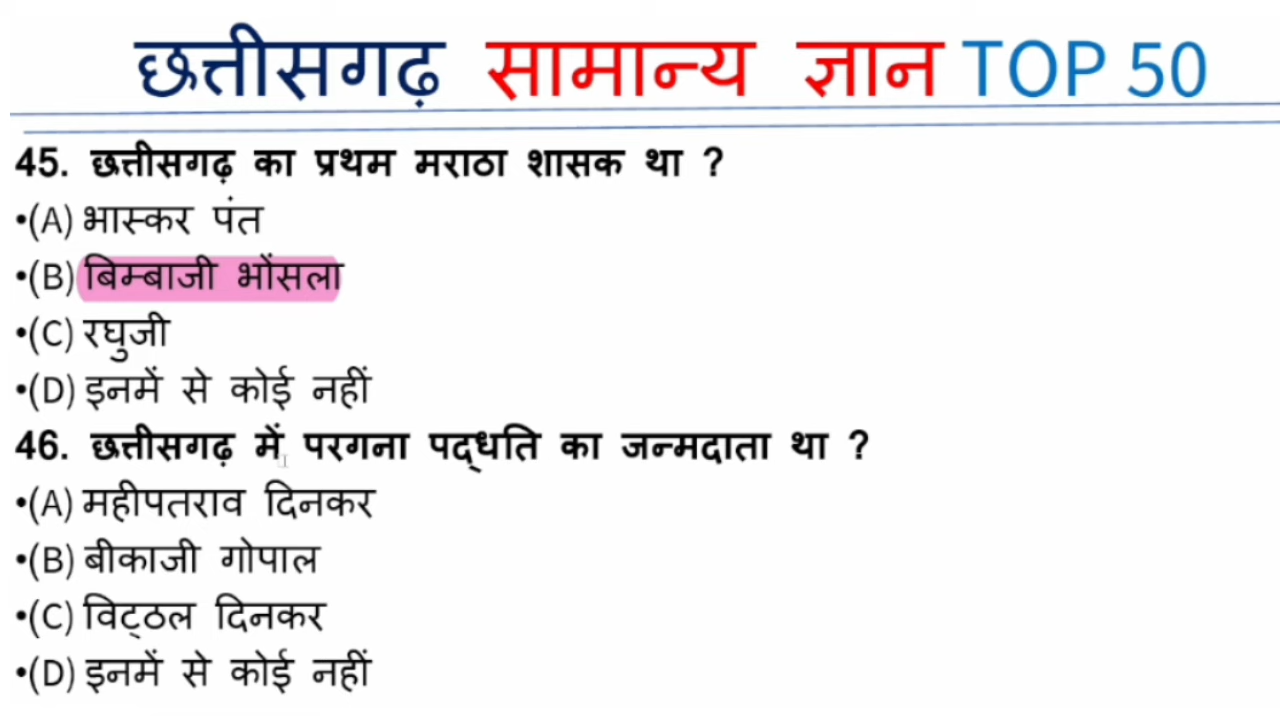 छत्तीसगढ़ सामान्य ज्ञान TOP 50
45. छत्तीसगढ़ का प्रथम मराठा शासक था ?
•(A) भास्कर पंत
•(B) बिम्बाजी भोंसला
•(C) रघुजी
•(D) इनमें से कोई नहीं
46. छत्तीसगढ़ में परगना पद्धति का जन्मदाता था ?
•(A) महीपतराव दिनकर
•(B) बीकाजी गोपाल
•(C) विट्ठल दिनकर
•(D) इनमें से कोई नहीं